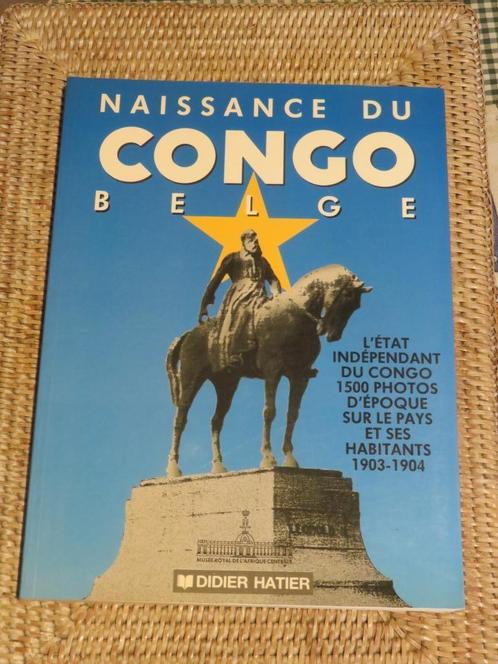 NAISSANCE DU
CONGO
BELGE
L'ÉTAT
INDÉPENDANT
DU CONGO
1500 PHOTOS
D'ÉPOQUE
SUR LE PAYS
ET SES
HABITANTS
1903-1904
MUSÉE ROYAL DE L'AFRIQUE CENTRALE
DIDIER HATIER